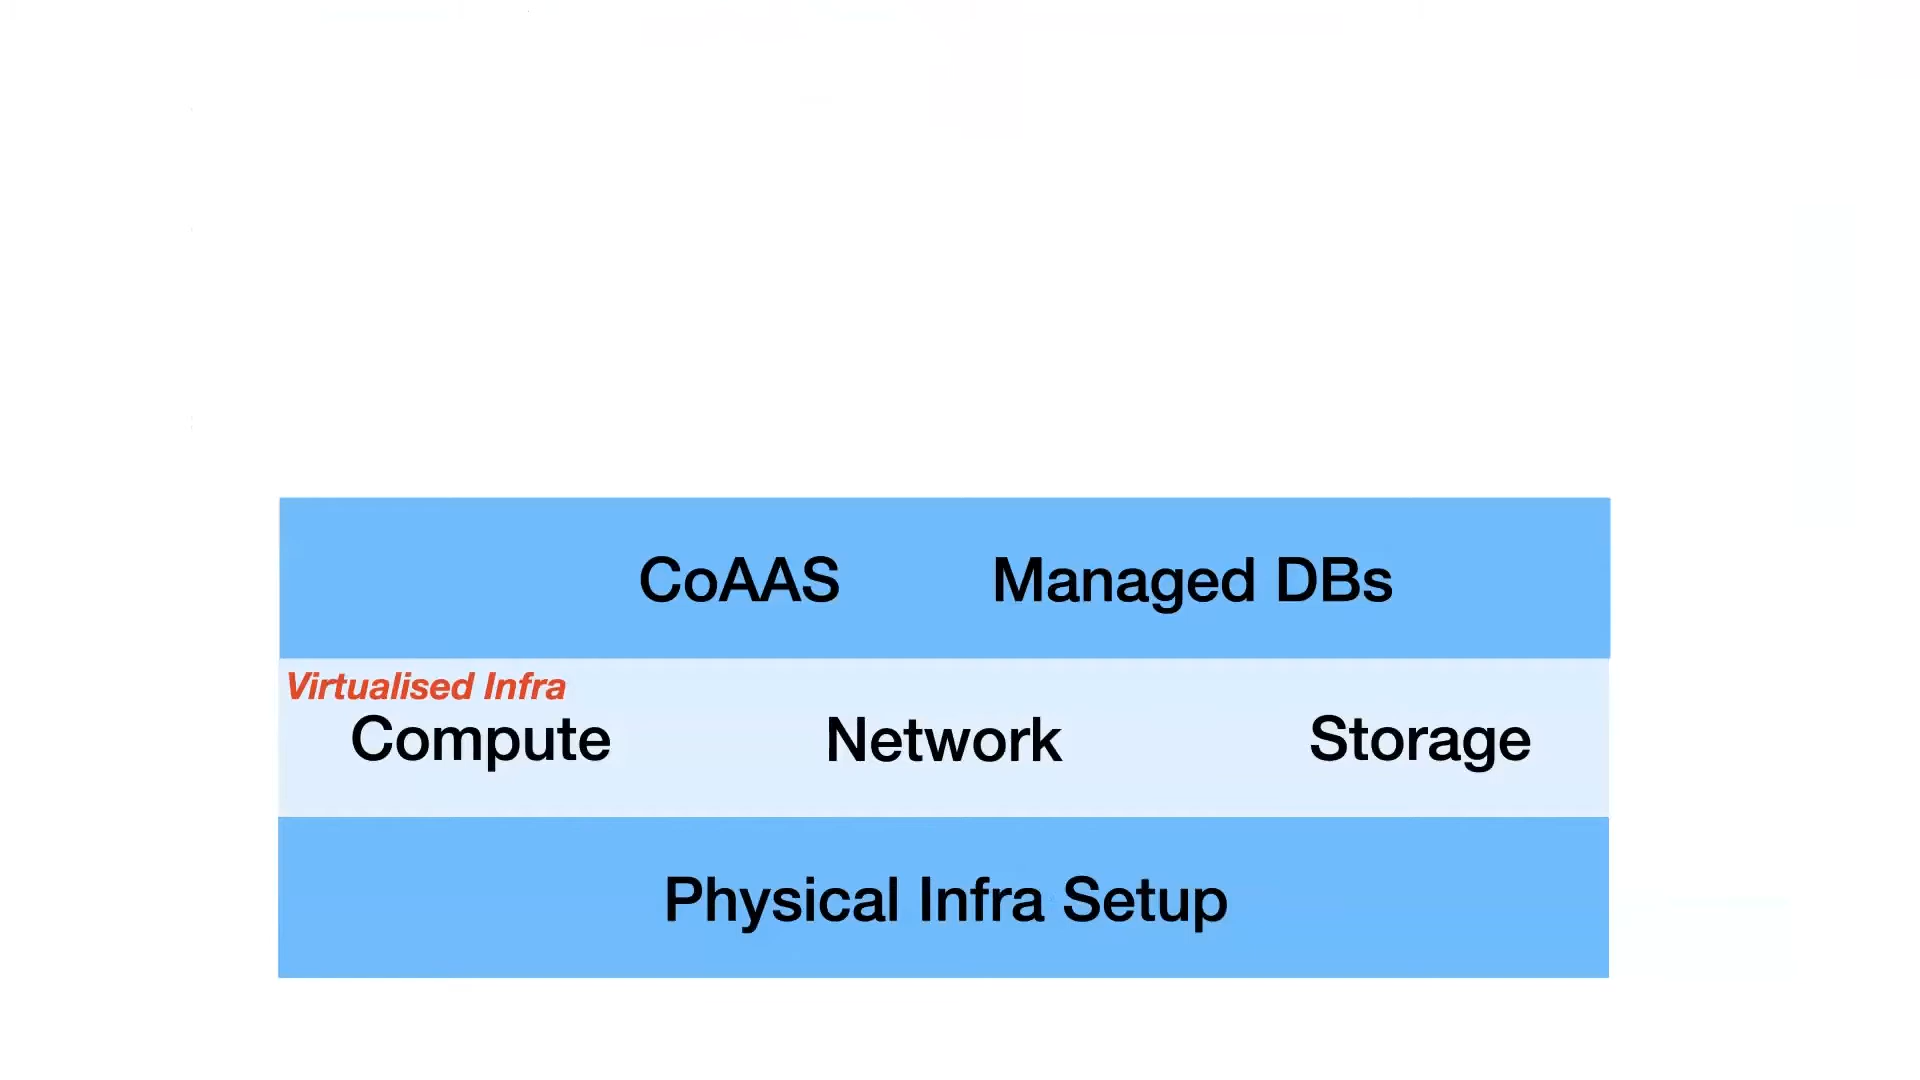 CoAAS Managed DBs
Virtualised Infra
Compute Network Storage
Physical Infra Setup